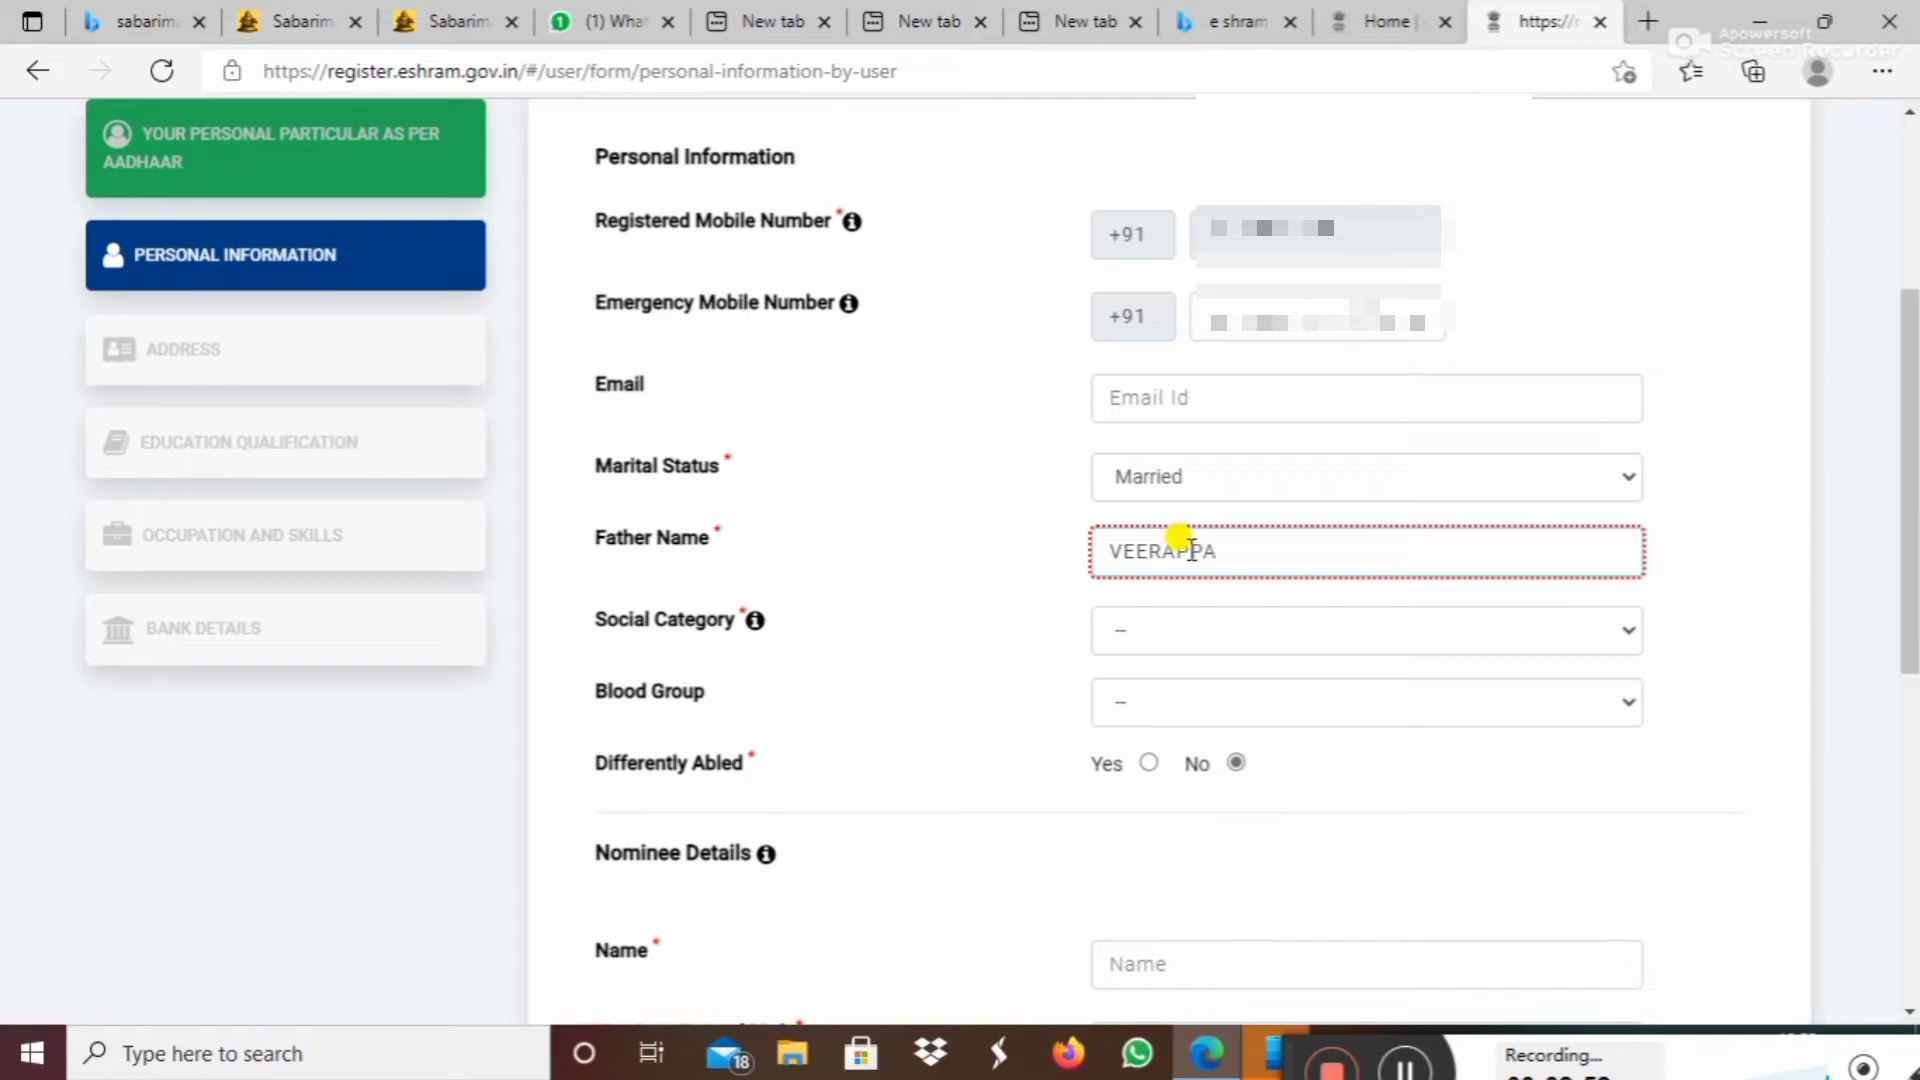 sabarim
Sabarim
Sabarim
(1) What
New tab
New tab
New tab
e shram
Home |
https://r
Apowersoft
Screen Recorder
https://register.eshram.gov.in/#/user/form/personal-information-by-user
YOUR PERSONAL PARTICULAR AS PER
AADHAAR
PERSONAL INFORMATION
ADDRESS
EDUCATION QUALIFICATION
OCCUPATION AND SKILLS
BANK DETAILS
Personal Information
Registered Mobile Number *
+91
Emergency Mobile Number
+91
Email
Email Id
Marital Status *
Married
Father Name *
VEERAPPA
Social Category *
--
Blood Group
--
Differently Abled *
Yes No
Nominee Details
Name *
Name
Type here to search
18
Recording...